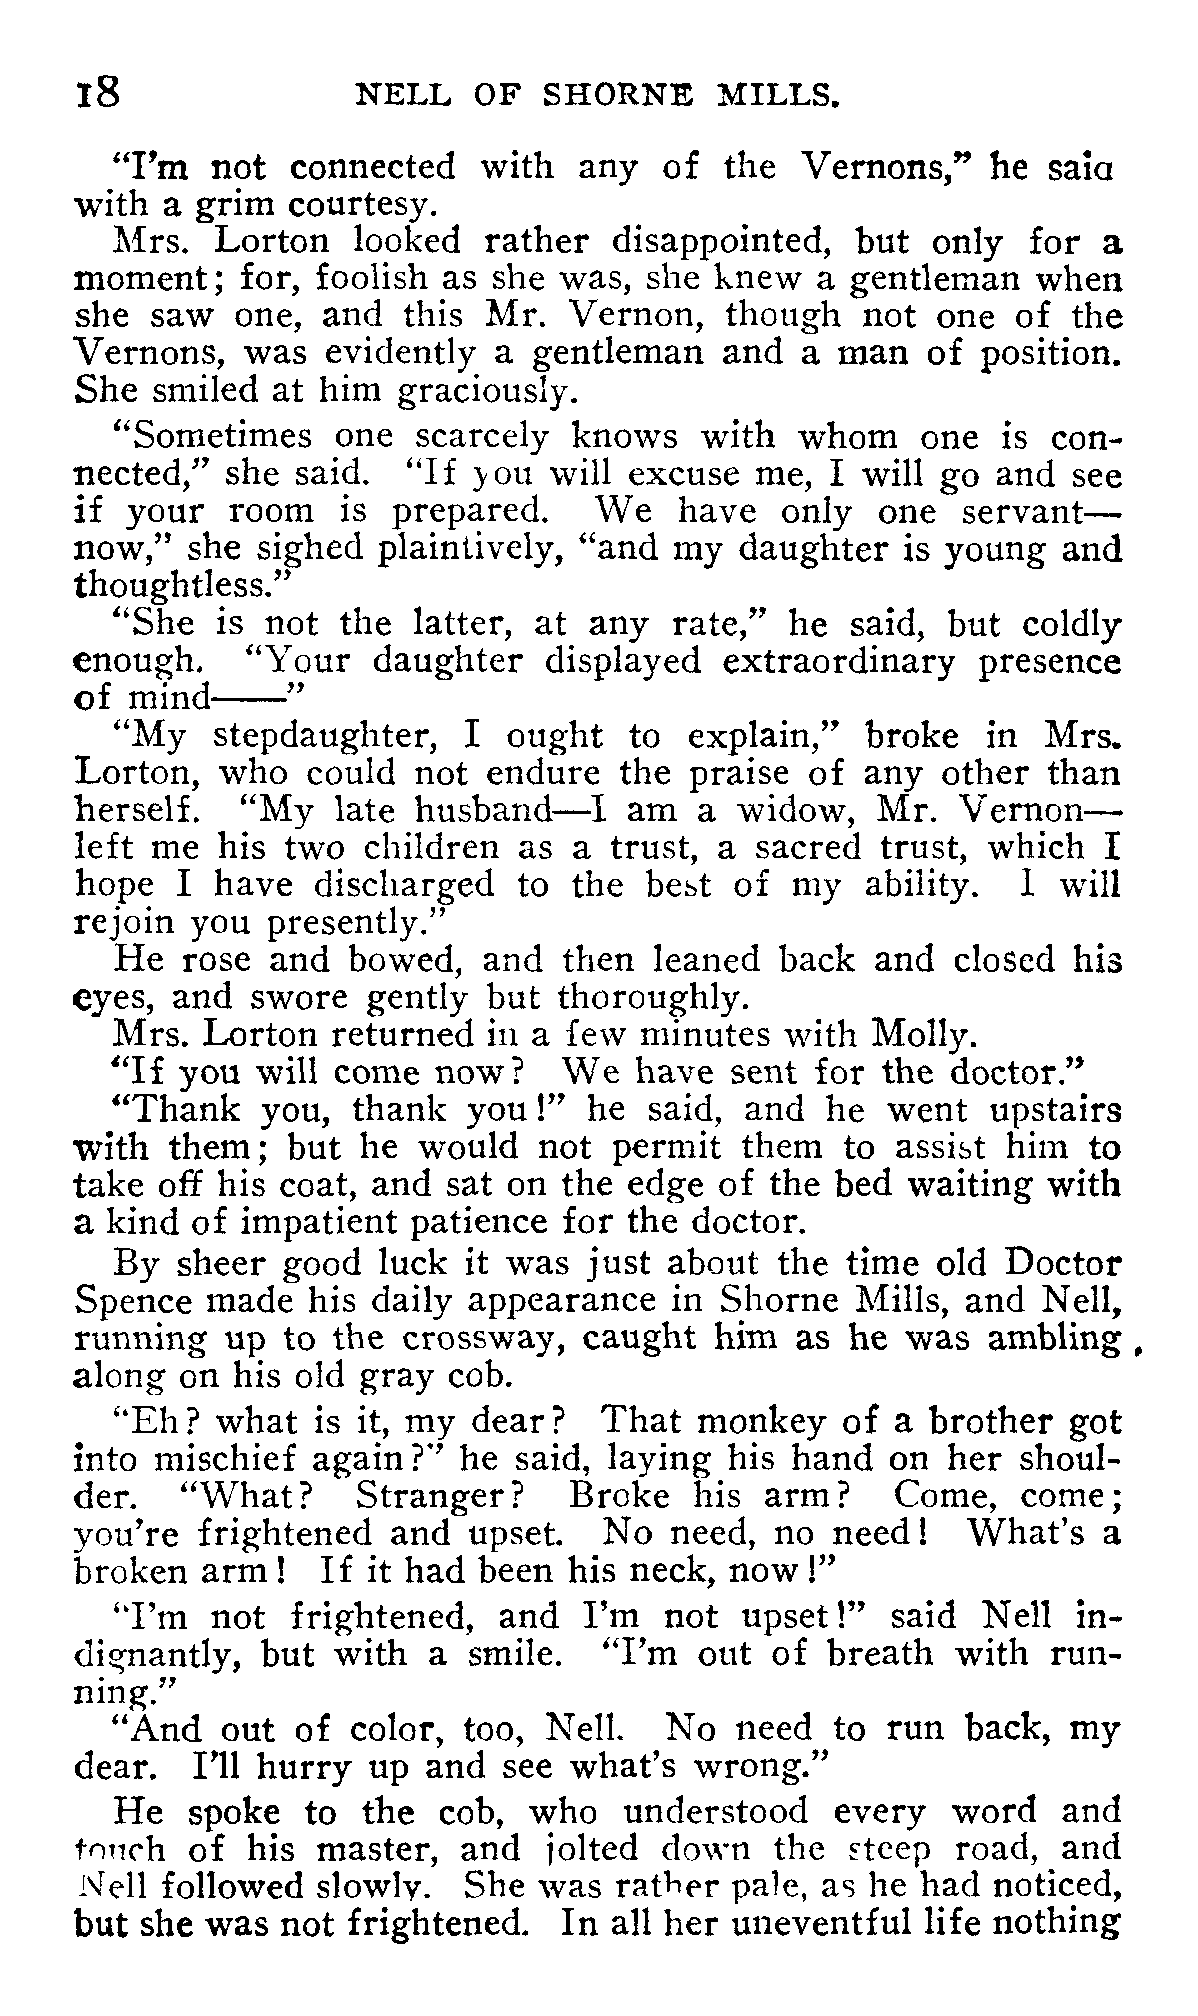 18 NELL OF SHORNE MILLS.
“I’m not connected with any of the Vernons,” he said
with a grim courtesy.
Mrs. Lorton looked rather disappointed, but only for a
moment; for, foolish as she was, she knew a gentleman when
she saw one, and this Mr. Vernon, though not one of the
Vernons, was evidently a gentleman and a man of position.
She smiled at him graciously.
“Sometimes one scarcely knows with whom one is con-
nected,” she said. “If you will excuse me, I will go and see
if your room is prepared. We have only one servant—
now,” she sighed plaintively, “and my daughter is young and
thoughtless.”
“She is not the latter, at any rate,” he said, but coldly
enough. “Your daughter displayed extraordinary presence
of mind——”
“My stepdaughter, I ought to explain,” broke in Mrs.
Lorton, who could not endure the praise of any other than
herself. “My late husband—I am a widow, Mr. Vernon—
left me his two children as a trust, a sacred trust, which I
hope I have discharged to the best of my ability. I will
rejoin you presently.”
He rose and bowed, and then leaned back and closed his
eyes, and swore gently but thoroughly.
Mrs. Lorton returned in a few minutes with Molly.
“If you will come now? We have sent for the doctor.”
“Thank you, thank you!” he said, and he went upstairs
with them; but he would not permit them to assist him to
take off his coat, and sat on the edge of the bed waiting with
a kind of impatient patience for the doctor.
By sheer good luck it was just about the time old Doctor
Spence made his daily appearance in Shorne Mills, and Nell,
running up to the crossway, caught him as he was ambling
along on his old gray cob.
“Eh? what is it, my dear? That monkey of a brother got
into mischief again?” he said, laying his hand on her shoul-
der. “What? Stranger? Broke his arm? Come, come;
you’re frightened and upset. No need, no need! What’s a
broken arm! If it had been his neck, now!”
“I’m not frightened, and I’m not upset!” said Nell in-
dignantly, but with a smile. “I’m out of breath with run-
ning.”
“And out of color, too, Nell. No need to run back, my
dear. I’ll hurry up and see what’s wrong.”
He spoke to the cob, who understood every word and
touch of his master, and jolted down the steep road, and
Nell followed slowly. She was rather pale, as he had noticed,
but she was not frightened. In all her uneventful life nothing